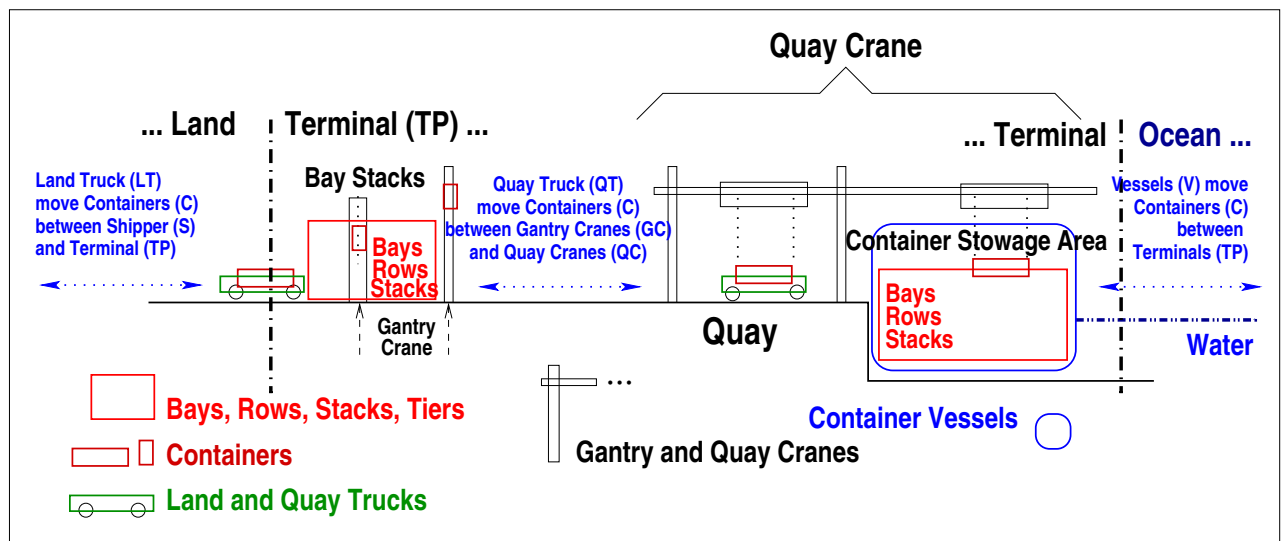 Quay Crane
... Land
Terminal (TP) ...
... Terminal
Ocean ...
Land Truck (LT)
move Containers (C)
between Shipper (S)
and Terminal (TP)
Bay Stacks
Bays
Rows
Stacks
Gantry
Crane
Quay Truck (QT)
move Containers (C)
between Gantry Cranes (GC)
and Quay Cranes (QC)
Quay
Container Stowage Area
Bays
Rows
Stacks
Vessels (V) move
Containers (C)
between
Terminals (TP)
Water
Bays, Rows, Stacks, Tiers
Containers
Land and Quay Trucks
...
Gantry and Quay Cranes
Container Vessels